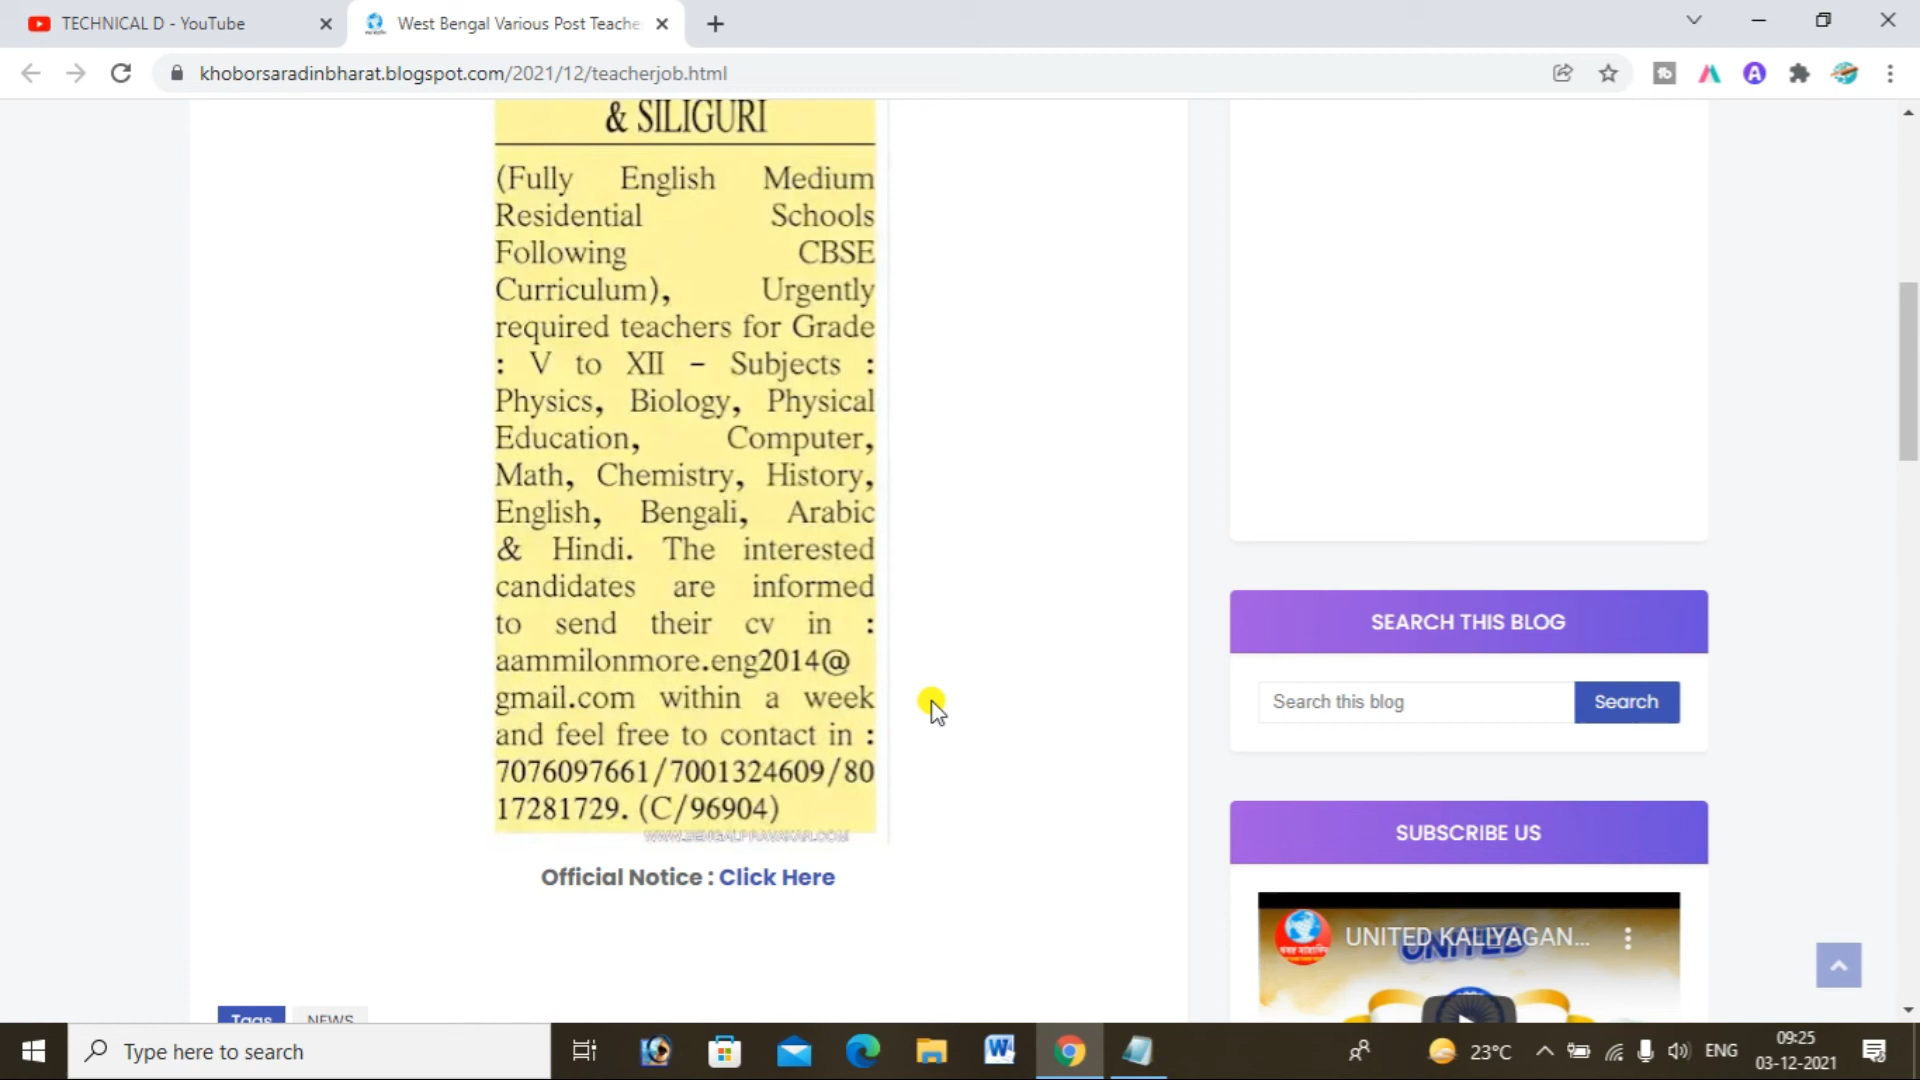 TECHNICAL D - YouTube
West Bengal Various Post Teache
khoborsaradinbharat.blogspot.com/2021/12/teacherjob.html
& SILIGURI
(Fully English Medium
Residential Schools
Following CBSE
Curriculum), Urgently
required teachers for Grade
: V to XII - Subjects :
Physics, Biology, Physical
Education, Computer,
Math, Chemistry, History,
English, Bengali, Arabic
& Hindi. The interested
candidates are informed
to send their cv in :
aammilonmore.eng2014@
gmail.com within a week
and feel free to contact in :
7076097661/7001324609/80
17281729. (C/96904)
WWW.BENGALPRAVAKAR.COM
Official Notice : Click Here
Tags NEWS
SEARCH THIS BLOG
Search this blog Search
SUBSCRIBE US
UNITED KALIYAGAN...
UNITED
Type here to search
23°C
ENG
09:25
03-12-2021